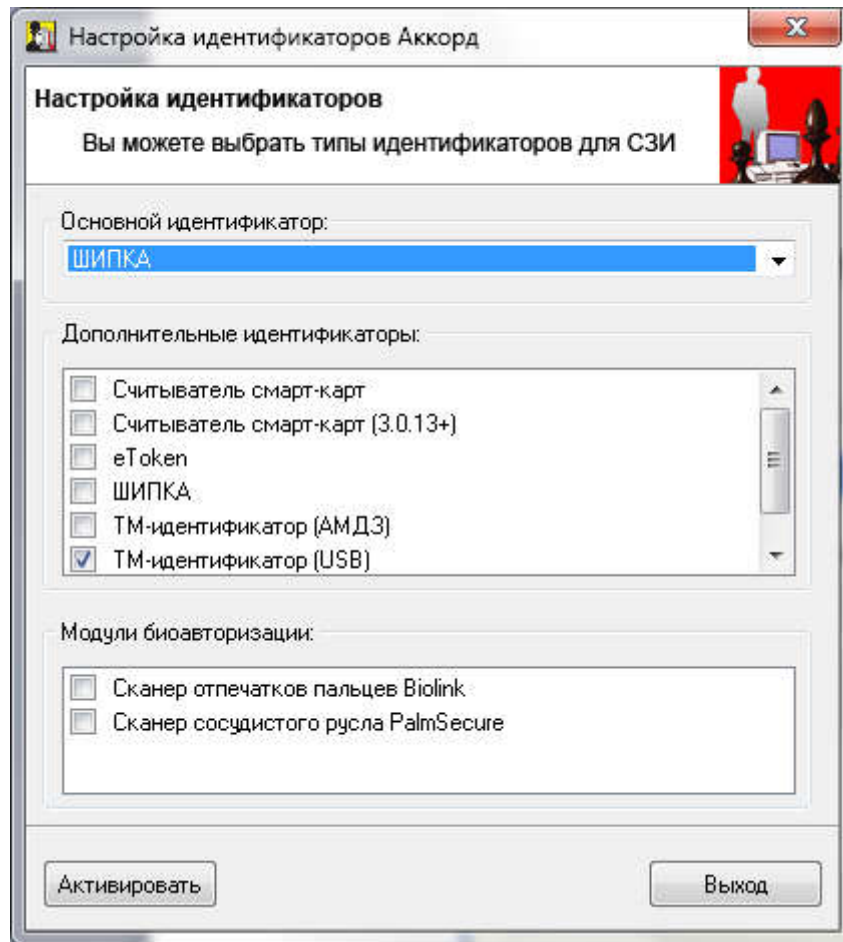 Настройка идентификаторов Аккорд
Настройка идентификаторов
Вы можете выбрать типы идентификаторов для СЗИ
Основной идентификатор:
ШИПКА
Дополнительные идентификаторы:
Считыватель смарт-карт
Считыватель смарт-карт (3.0.13+)
eToken
ШИПКА
ТМ-идентификатор (АМДЗ)
ТМ-идентификатор (USB)
Модули биоавторизации:
Сканер отпечатков пальцев Biolink
Сканер сосудистого русла PalmSecure
Активировать
Выход